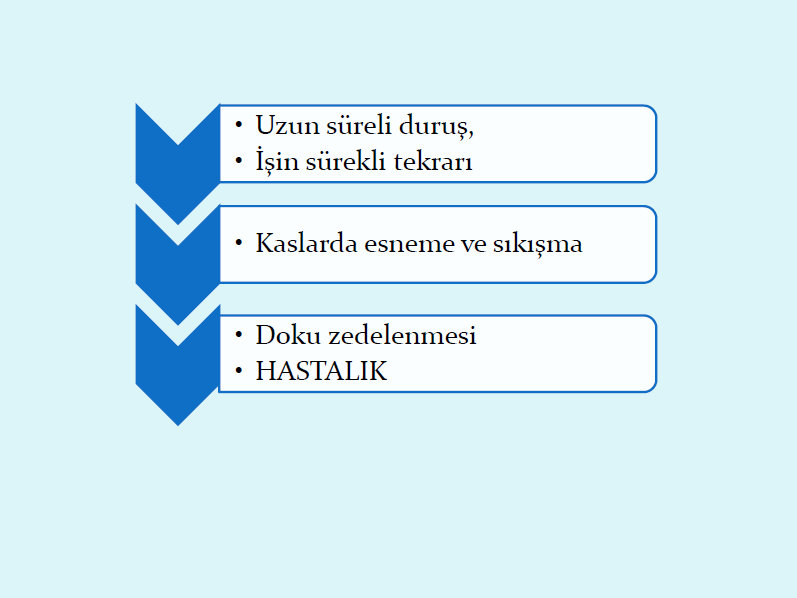 • Uzun süreli duruş,
• İşin sürekli tekrarı
• Kaslarda esneme ve sıkışma
• Doku zedelenmesi
• HASTALIK